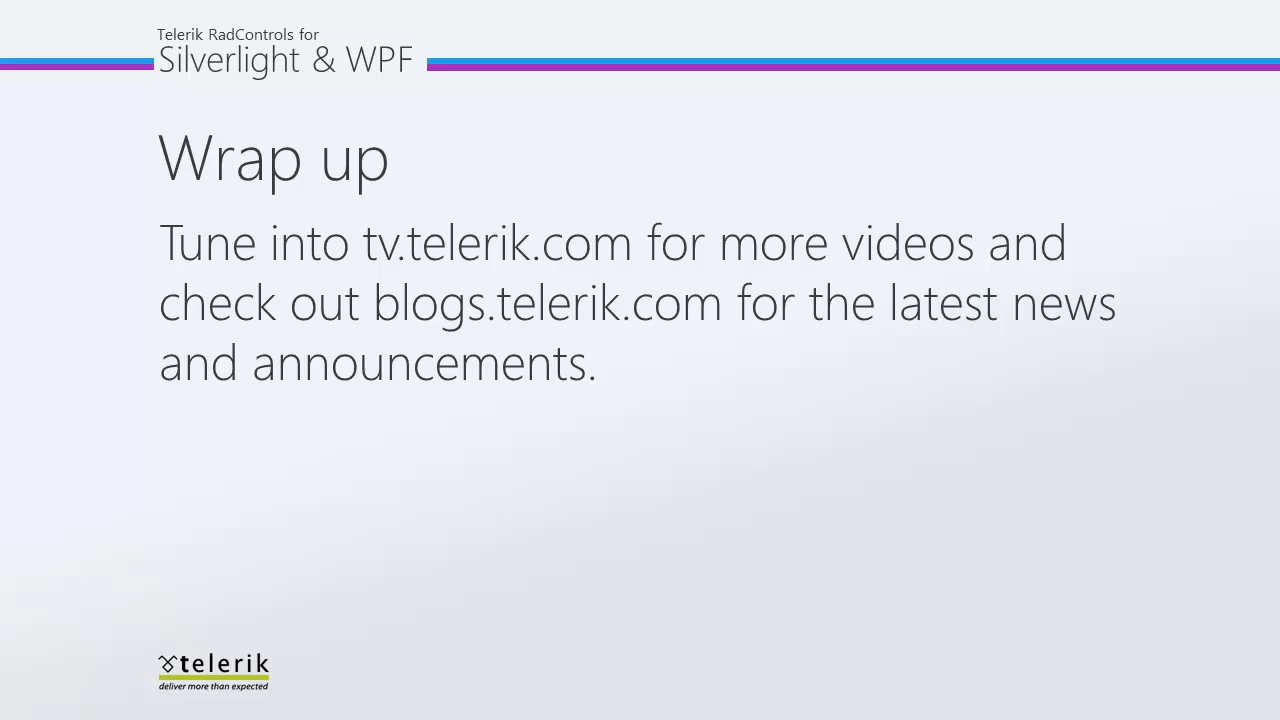 Telerik RadControls for
Silverlight & WPF
Wrap up
Tune into tv.telerik.com for more videos and
check out blogs.telerik.com for the latest news
and announcements.
telerik
deliver more than expected